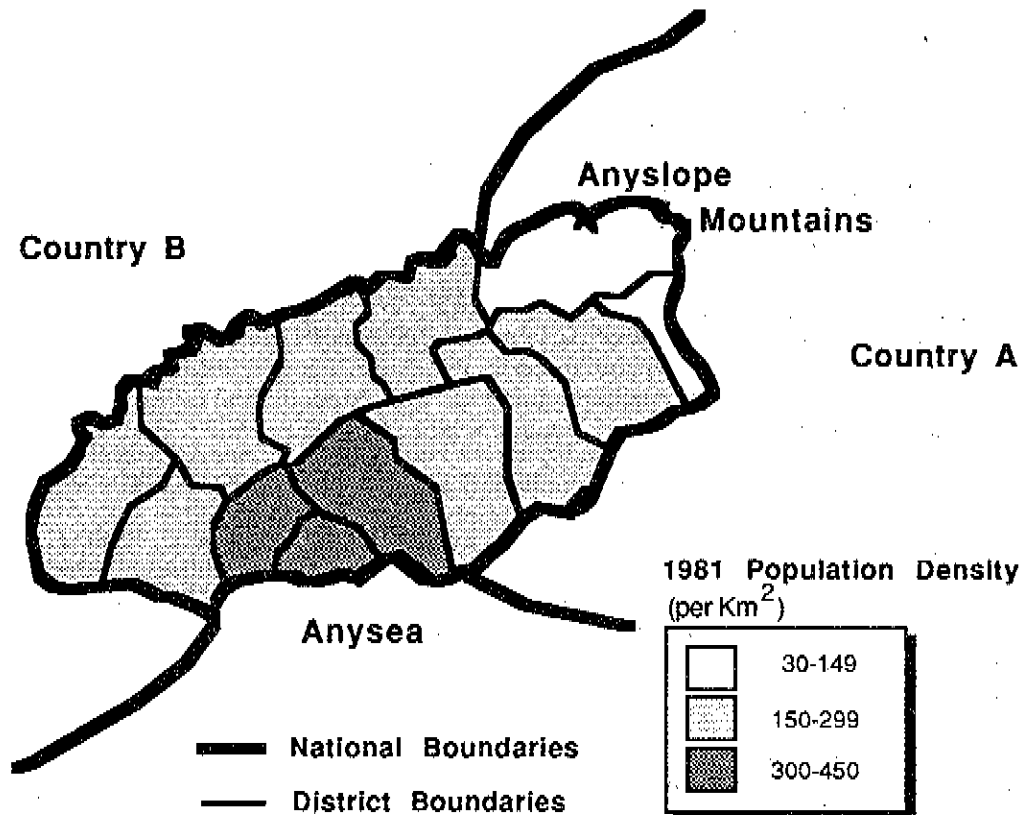 Anyslope
Mountains
Country B
Country A
Anysea
1981 Population Density
(per Km²)
30-149
150-299
300-450
National Boundaries
District Boundaries